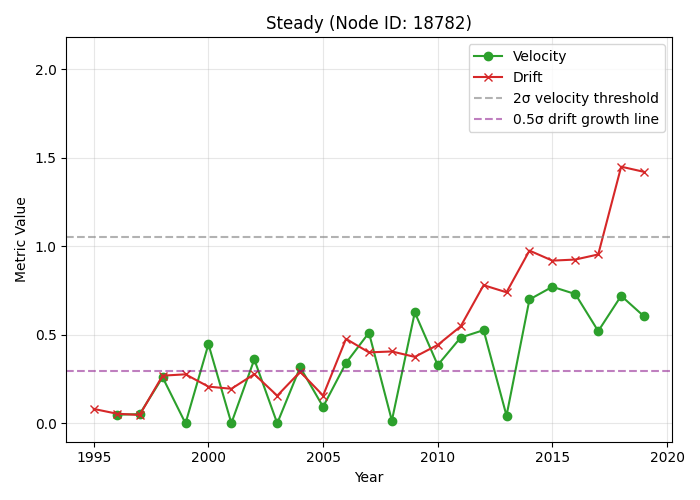 Steady (Node ID: 18782)
Velocity
Drift
2σ velocity threshold
0.5σ drift growth line
Metric Value
2.0
1.5
1.0
0.5
0.0
1995 2000 2005 2010 2015 2020
Year